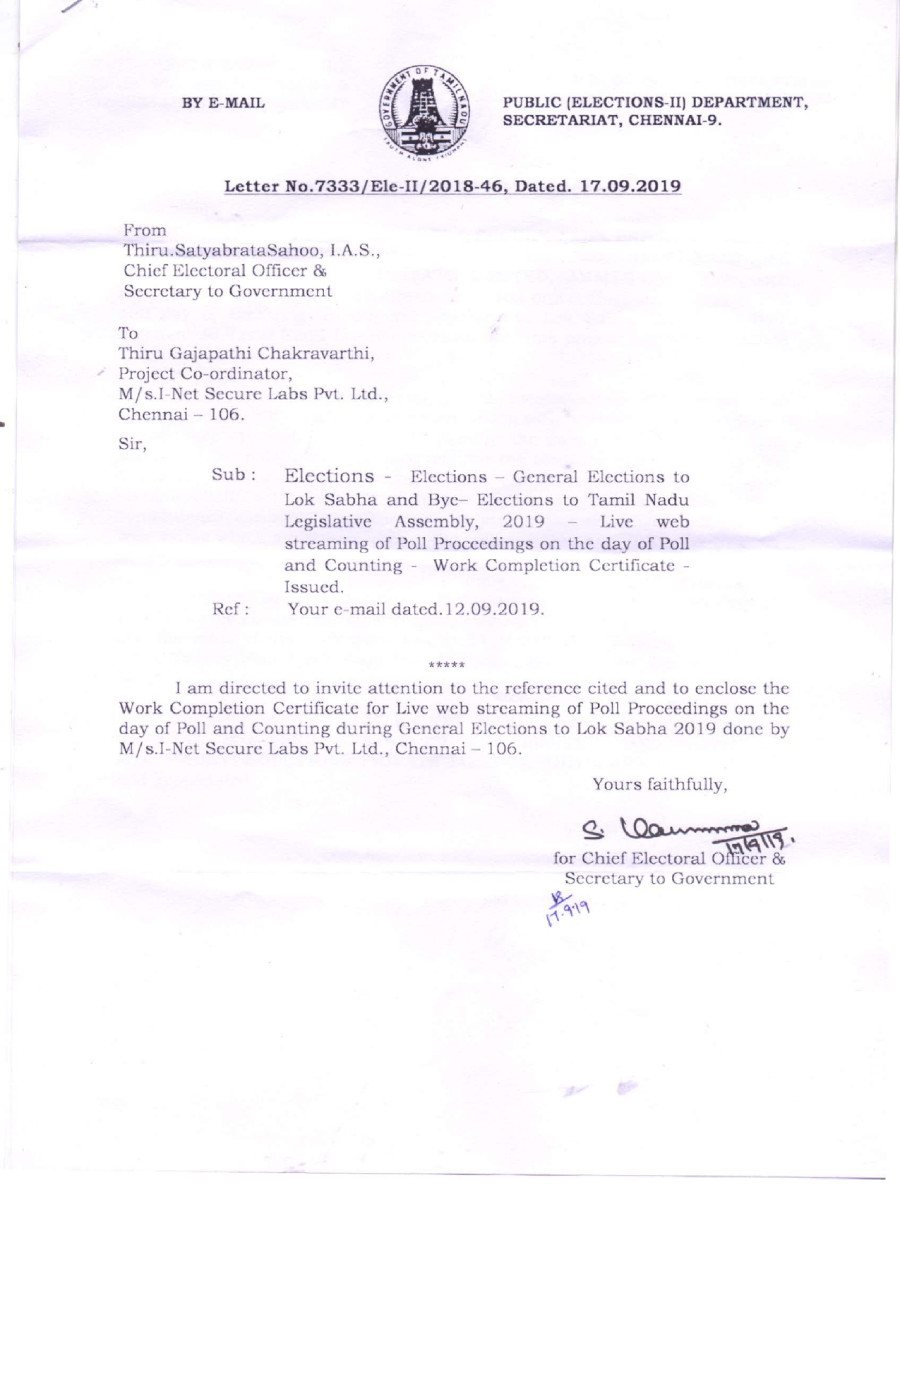 BY E-MAIL
GOVERNMENT OF TAMIL NADU
TRUTH ALONE TRIUMPHS
PUBLIC (ELECTIONS-II) DEPARTMENT,
SECRETARIAT, CHENNAI-9.
Letter No.7333/Ele-II/2018-46, Dated. 17.09.2019
From
Thiru.SatyabrataSahoo, I.A.S.,
Chief Electoral Officer &
Secretary to Government
To
Thiru Gajapathi Chakravarthi,
Project Co-ordinator,
M/s.I-Net Secure Labs Pvt. Ltd.,
Chennai – 106.
Sir,
Sub : Elections - Elections – General Elections to
Lok Sabha and Bye– Elections to Tamil Nadu
Legislative Assembly, 2019 – Live web
streaming of Poll Proceedings on the day of Poll
and Counting - Work Completion Certificate -
Issued.
Ref : Your e-mail dated.12.09.2019.
*****
I am directed to invite attention to the reference cited and to enclose the
Work Completion Certificate for Live web streaming of Poll Proceedings on the
day of Poll and Counting during General Elections to Lok Sabha 2019 done by
M/s.I-Net Secure Labs Pvt. Ltd., Chennai – 106.
Yours faithfully,
17/9/19.
for Chief Electoral Officer &
Secretary to Government
17.9.19